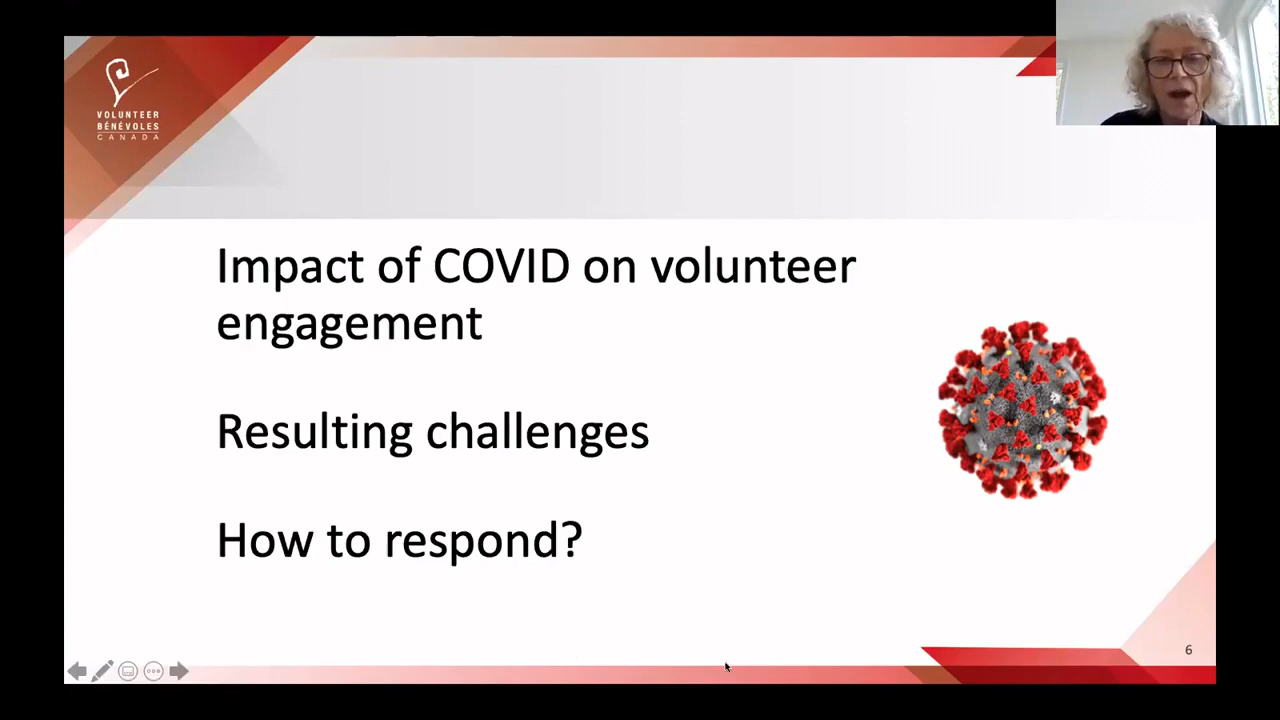 VOLUNTEER
BÉNÉVOLES
CANADA
Impact of COVID on volunteer
engagement
Resulting challenges
How to respond?
6